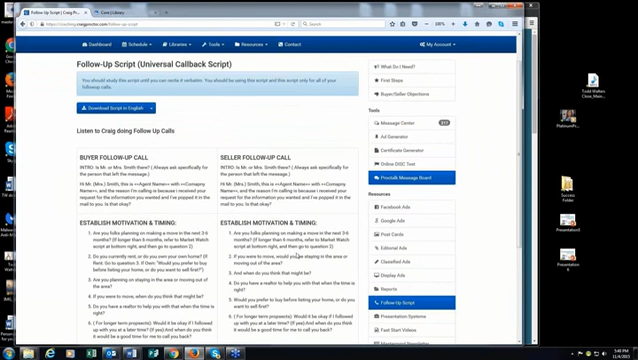 Follow-Up Script | Craig Proctor...
https://coaching.craigproctor.com/follow-up-script
Search
Dashboard
Schedule
Libraries
Tools
Resources
Contact
My Account
Follow-Up Script (Universal Callback Script)
You should study this script until you can recite it verbatim. You should be using this script and this script only for all of your
followup calls.
Download Script in English
Listen to Craig doing Follow Up Calls
BUYER FOLLOW-UP CALL
INTRO: Is Mr. or Mrs. Smith there? ( Always ask specifically for
the person that left the message.)
Hi Mr. (Mrs.) Smith, this is <<Agent Name>> with <<Company
Name>>, and the reason I'm calling is because I received your
request for the information you wanted and I've popped it in the
mail to you. Is that okay?
ESTABLISH MOTIVATION & TIMING:
1. Are you folks planning on making a move in the next 3-6
months? (If longer than 6 months, refer to Market Watch
script at bottom right, and then go to question 2)
2. Do you currently rent, or do you own your own home? (If
Rent: Go to question 3. If Own: "Would you prefer to buy
before listing your home, or do you want to sell first?")
3. Are you planning on staying in the area or moving out of
the area?
4. If you were to move, when do you think that might be?
5. Do you have a realtor to help you with that when the time
is right?
6. ( For longer term prospects): Would it be okay if I
followed up with you at a later time? (If yes) And when do
you think it would be a good time for me to call you back?
SELLER FOLLOW-UP CALL
INTRO: Is Mr. or Mrs. Smith there? ( Always ask specifically for
the person that left the message.)
Hi Mr. (Mrs.) Smith, this is <<Agent Name>> with <<Company
Name>>, and the reason I'm calling is because I received your
request for the information you wanted and I've popped it in the
mail to you. Is that okay?
ESTABLISH MOTIVATION & TIMING:
1. Are you folks planning on making a move in the next 3-6
months? (If longer than 6 months, refer to Market Watch
script at bottom right, and then go to question 2)
2. If you were to move, would you be staying in the area or
moving out of the area?
3. And when do you think that might be?
4. Do you have a realtor to help you with that when the time is
right?
5. Would you prefer to buy before listing your home, or do you
want to sell first?
6. ( For longer term prospects): Would it be okay if I followed
up with you at a later time? (If yes) And when do you think it
would be a good time for me to call you back?
What Do I Need?
First Steps
Buyer/Seller Objections
Tools
Message Center
Ad Generator
Certificate Generator
Online DISC Test
Proctalk Message Board
Resources
Facebook Ads
Google Ads
Post Cards
Editorial Ads
Classified Ads
Display Ads
Reports
Follow-Up Script
Presentation Systems
Fast Start Videos
Todd Walters
Success
Folder
5:40 PM
11/4/2015